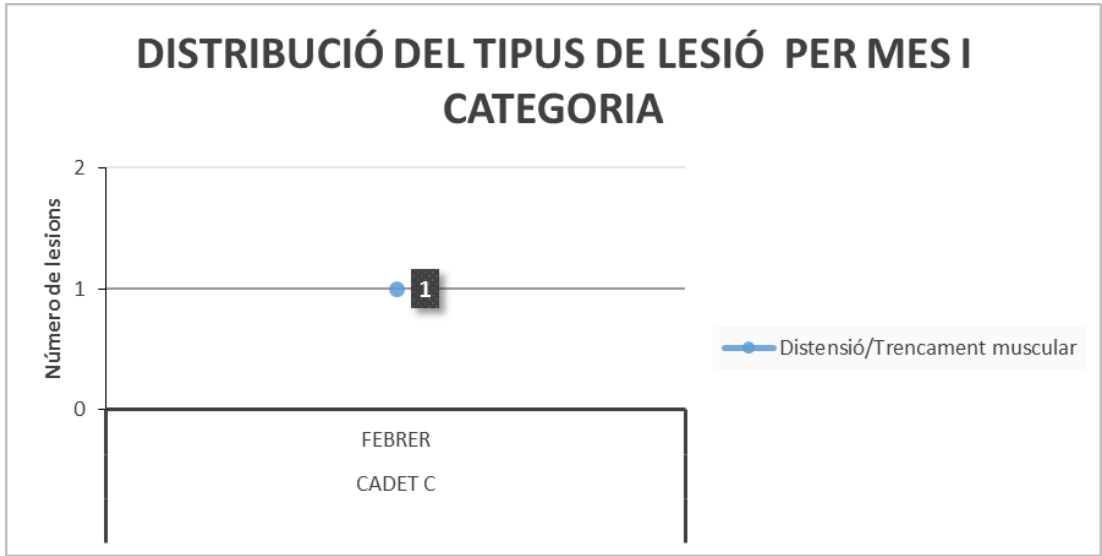 DISTRIBUCIÓ DEL TIPUS DE LESIÓ PER MES I
CATEGORIA
Número de lesions
2
1
0
1
FEBRER
CADET C
Distensió/Trencament muscular